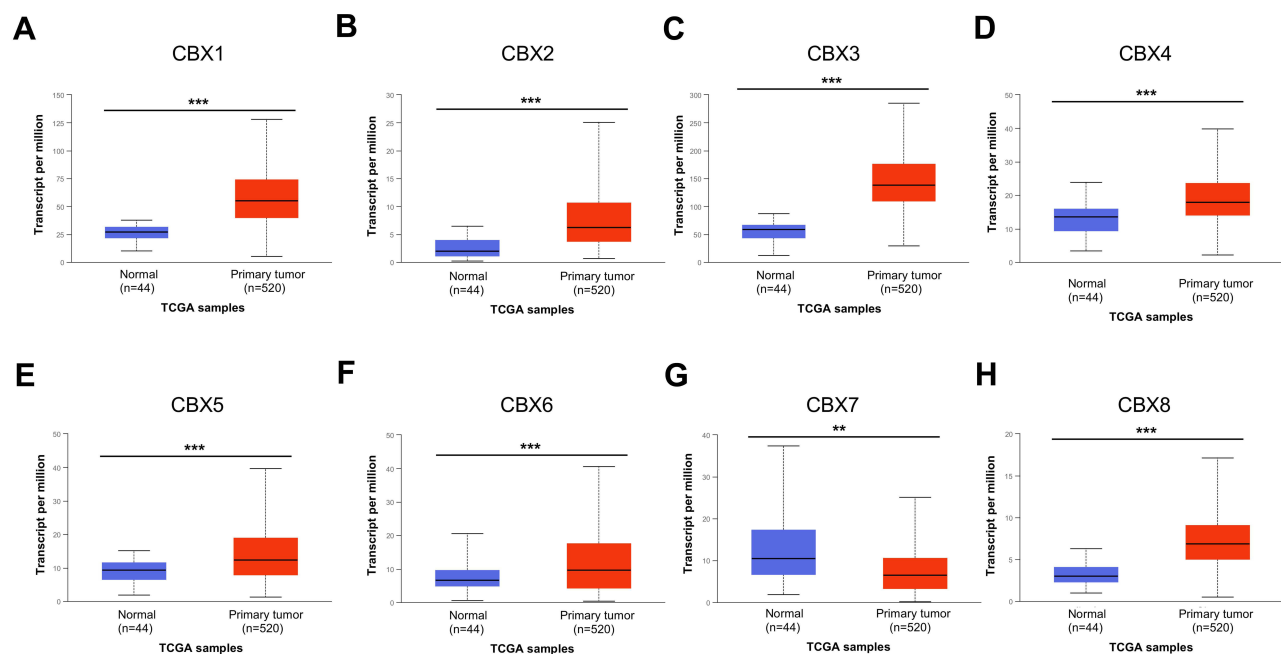 A
CBX1
***
Transcript per million
150
125
100
75
50
25
0
Normal
(n=44)
Primary tumor
(n=520)
TCGA samples
B
CBX2
***
Transcript per million
30
25
20
15
10
5
0
Normal
(n=44)
Primary tumor
(n=520)
TCGA samples
C
CBX3
***
Transcript per million
300
250
200
150
100
50
0
Normal
(n=44)
Primary tumor
(n=520)
TCGA samples
D
CBX4
***
Transcript per million
50
40
30
20
10
0
Normal
(n=44)
Primary tumor
(n=520)
TCGA samples
E
CBX5
***
Transcript per million
50
40
30
20
10
0
Normal
(n=44)
Primary tumor
(n=520)
TCGA samples
F
CBX6
***
Transcript per million
50
40
30
20
10
0
Normal
(n=44)
Primary tumor
(n=520)
TCGA samples
G
CBX7
**
Transcript per million
40
30
20
10
0
Normal
(n=44)
Primary tumor
(n=520)
TCGA samples
H
CBX8
***
Transcript per million
20
15
10
5
0
Normal
(n=44)
Primary tumor
(n=520)
TCGA samples